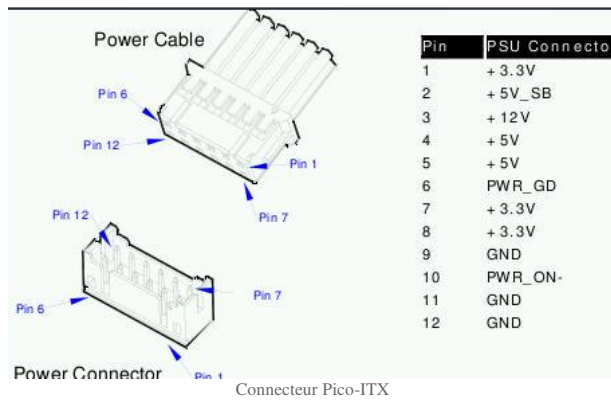 Power Cable
Pin 6
Pin 12
Pin 1
Pin 7
Pin 12
Pin 7
Pin 6
Power Connector
Pin 1
Pin PSU Connecto
1 +3.3V
2 +5V_SB
3 +12V
4 +5V
5 +5V
6 PWR_GD
7 +3.3V
8 +3.3V
9 GND
10 PWR_ON-
11 GND
12 GND
Connecteur Pico-ITX